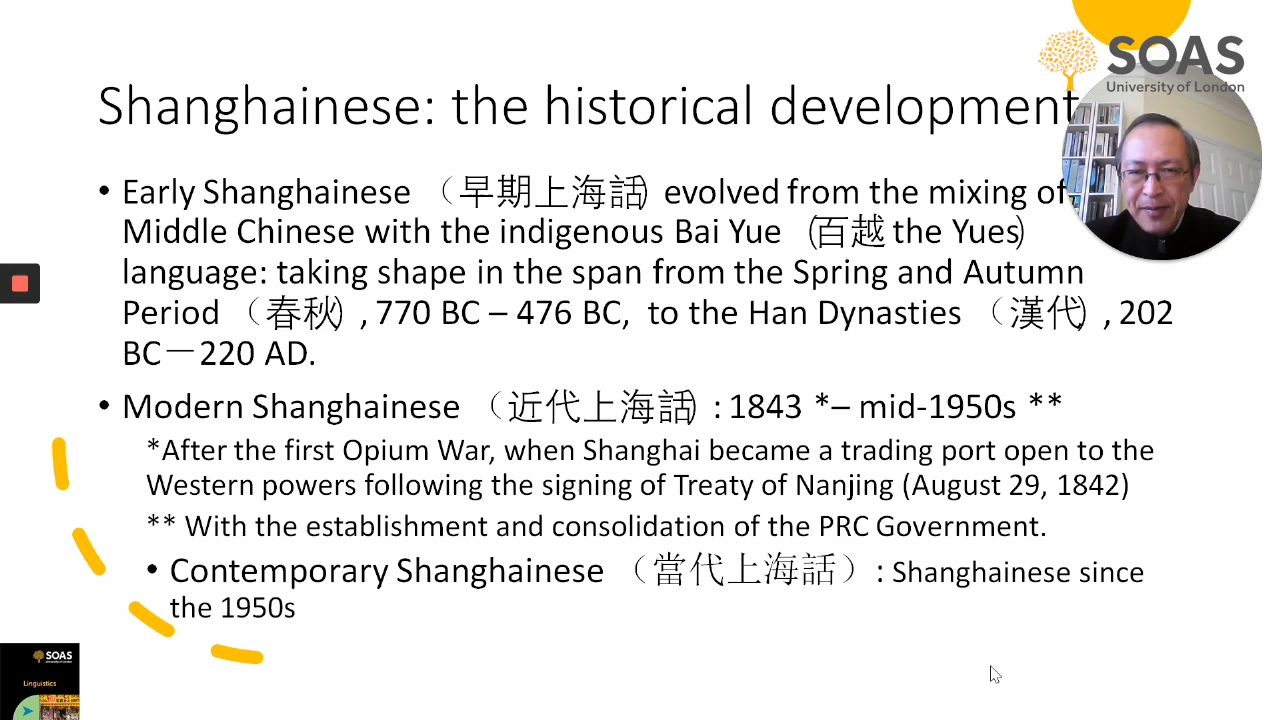 SOAS
University of London
Shanghainese: the historical development
• Early Shanghainese （早期上海話）evolved from the mixing of
Middle Chinese with the indigenous Bai Yue （百越 the Yues）
language: taking shape in the span from the Spring and Autumn
Period （春秋）, 770 BC – 476 BC, to the Han Dynasties （漢代）, 202
BC－220 AD.
• Modern Shanghainese （近代上海話）: 1843 *– mid-1950s **
*After the first Opium War, when Shanghai became a trading port open to the
Western powers following the signing of Treaty of Nanjing (August 29, 1842)
** With the establishment and consolidation of the PRC Government.
• Contemporary Shanghainese （當代上海話）: Shanghainese since
the 1950s
SOAS
University of London
Linguistics